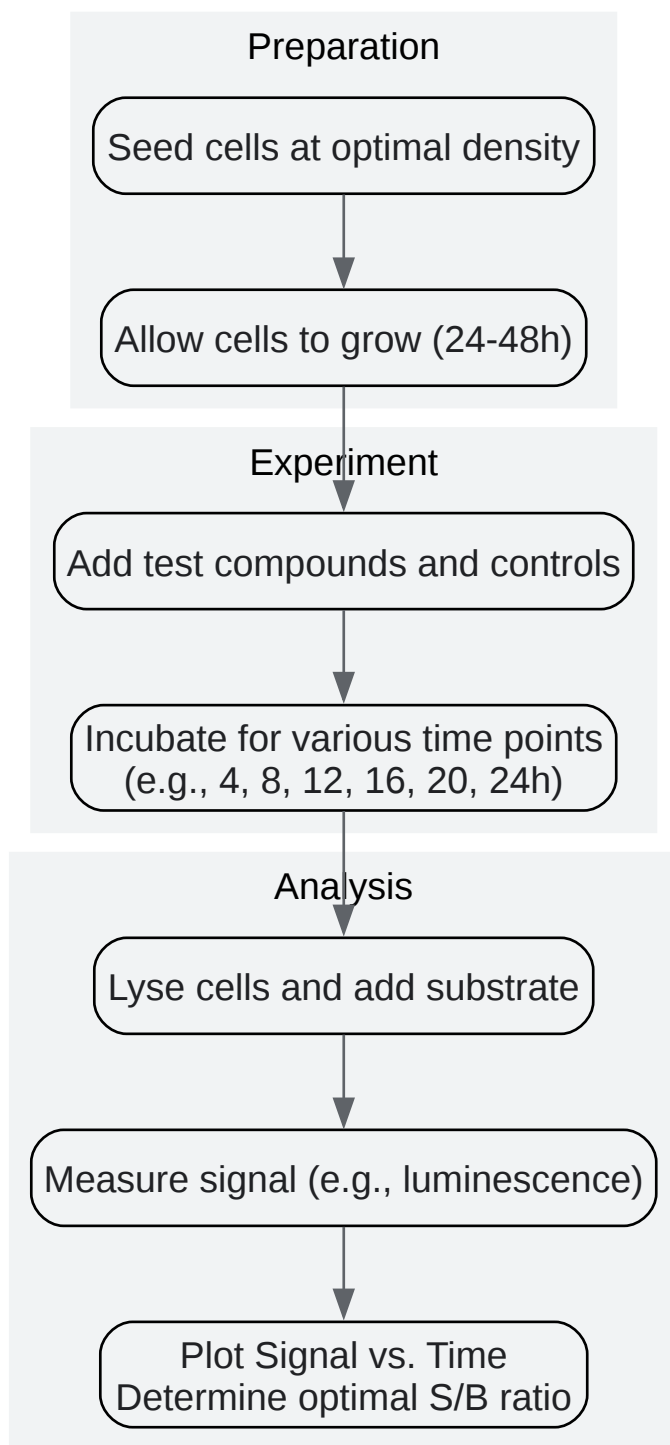 Preparation
Seed cells at optimal density
Allow cells to grow (24-48h)
Experiment
Add test compounds and controls
Incubate for various time points
(e.g., 4, 8, 12, 16, 20, 24h)
Analysis
Lyse cells and add substrate
Measure signal (e.g., luminescence)
Plot Signal vs. Time
Determine optimal S/B ratio